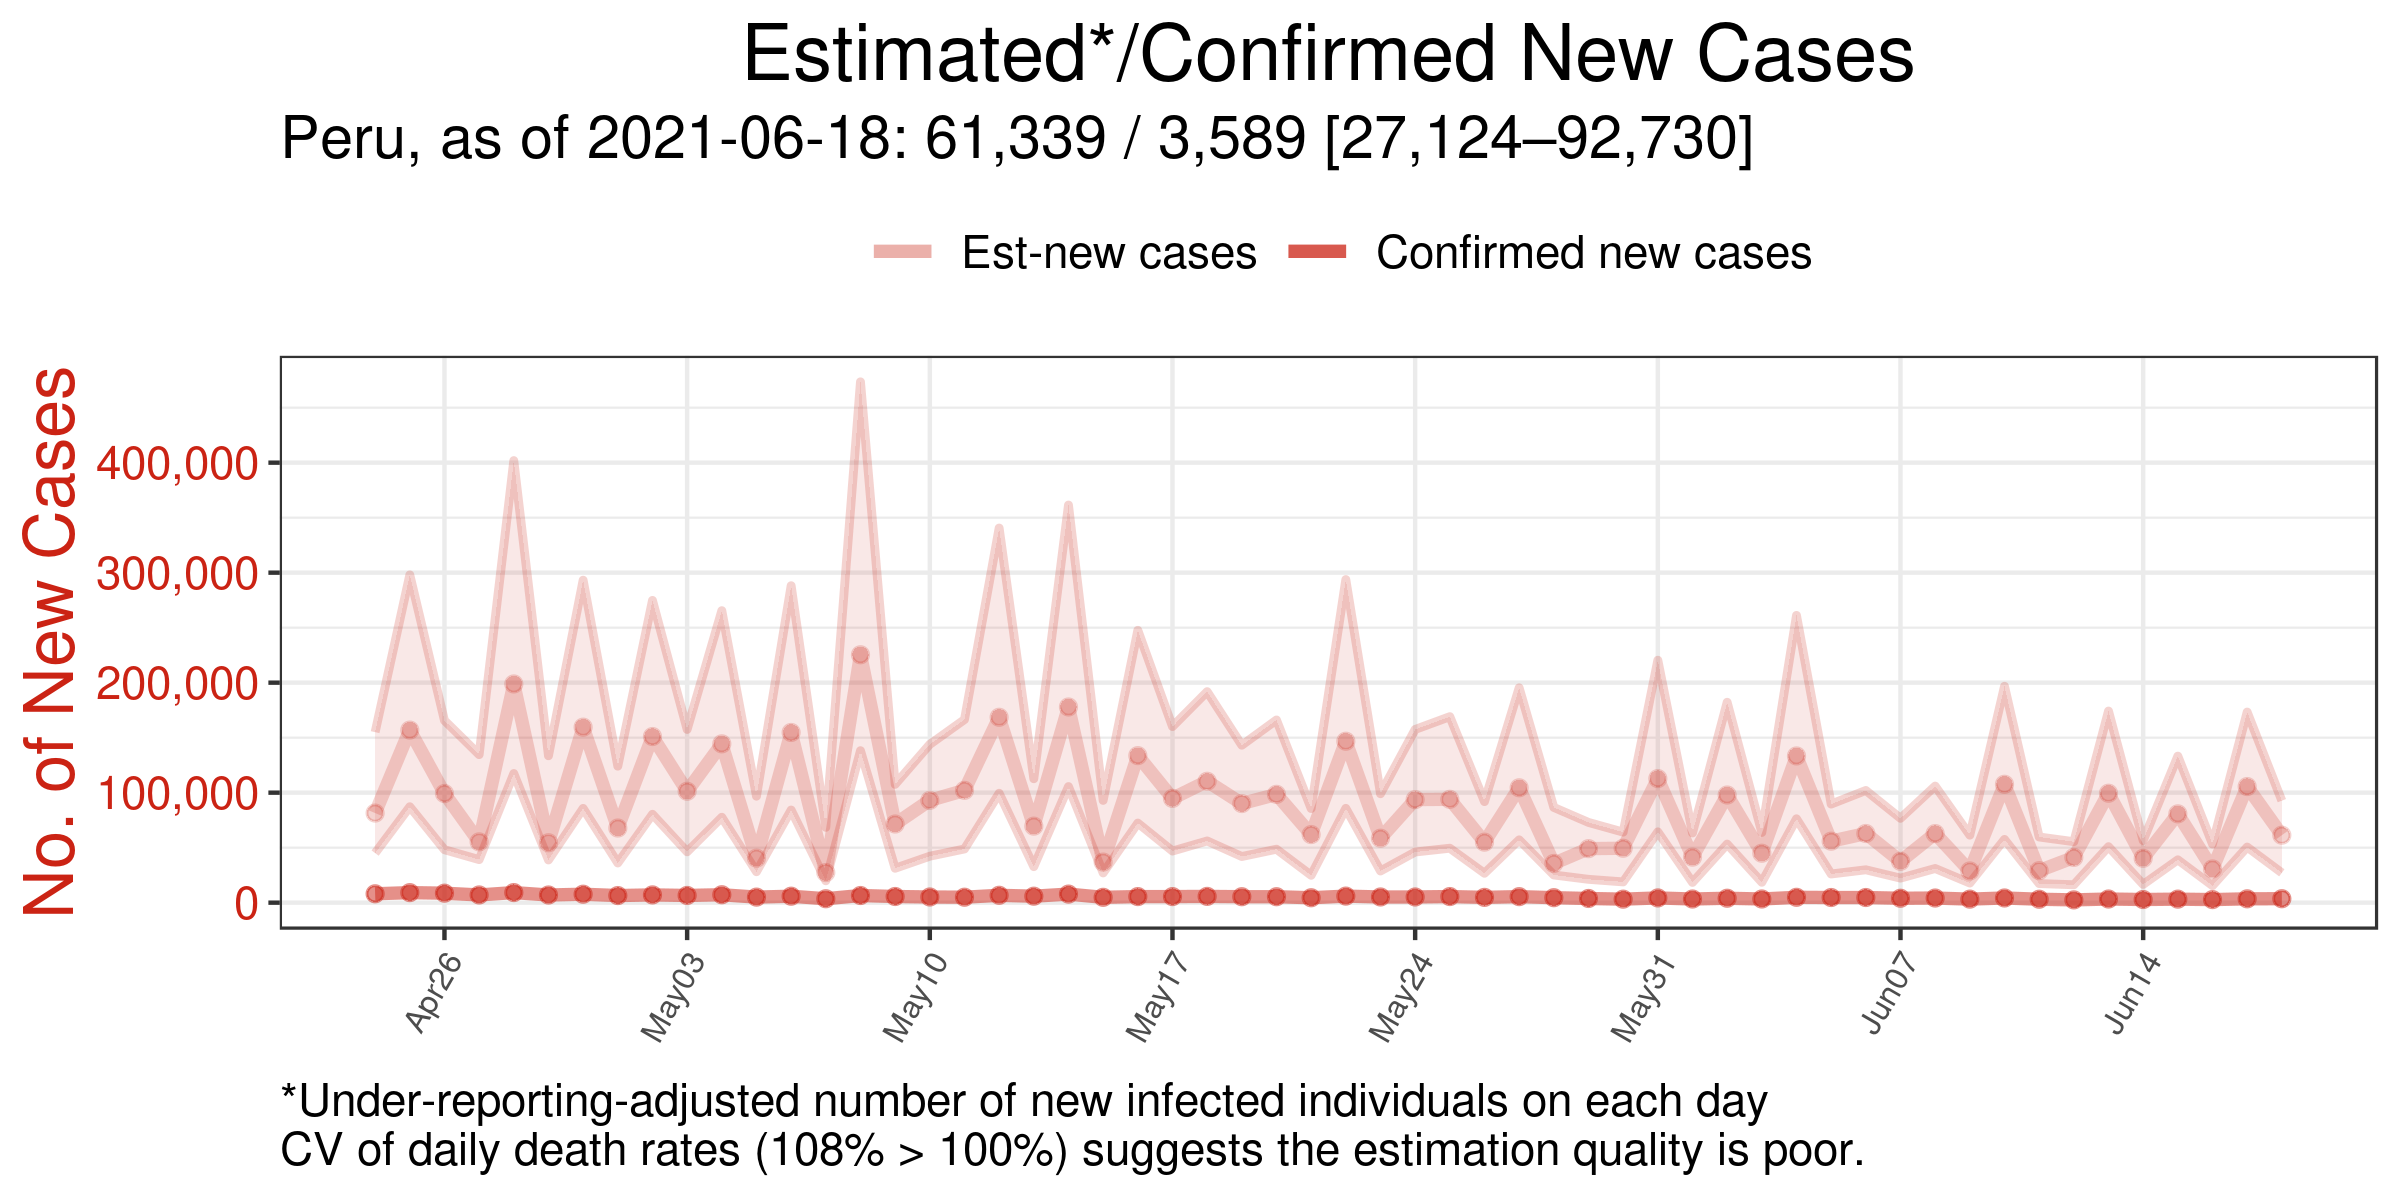 Estimated*/Confirmed New Cases
Peru, as of 2021-06-18: 61,339 / 3,589 [27,124–92,730]
Est-new cases
Confirmed new cases
No. of New Cases
400,000
300,000
200,000
100,000
0
Apr26
May03
May10
May17
May24
May31
Jun07
Jun14
*Under-reporting-adjusted number of new infected individuals on each day
CV of daily death rates (108% > 100%) suggests the estimation quality is poor.